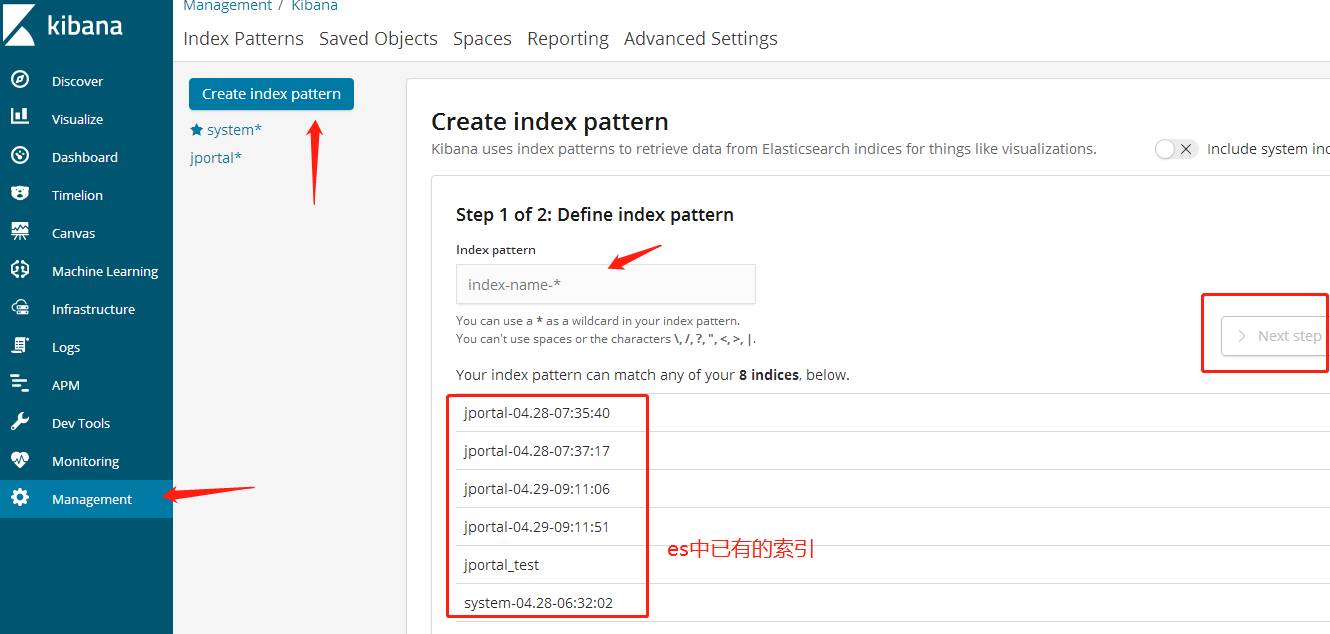 Management / Kibana
kibana
Index Patterns Saved Objects Spaces Reporting Advanced Settings
Discover
Visualize
Dashboard
Timelion
Canvas
Machine Learning
Infrastructure
Logs
APM
Dev Tools
Monitoring
Management
Create index pattern
system*
jportal*
Create index pattern
Kibana uses index patterns to retrieve data from Elasticsearch indices for things like visualizations.
Include system
Step 1 of 2: Define index pattern
Index pattern
index-name-*
You can use a * as a wildcard in your index pattern.
You can't use spaces or the characters \, /, ?, ", <, >, |.
Next step
Your index pattern can match any of your 8 indices, below.
jportal-04.28-07:35:40
jportal-04.28-07:37:17
jportal-04.29-09:11:06
jportal-04.29-09:11:51
jportal_test
system-04.28-06:32:02
es中已有的索引